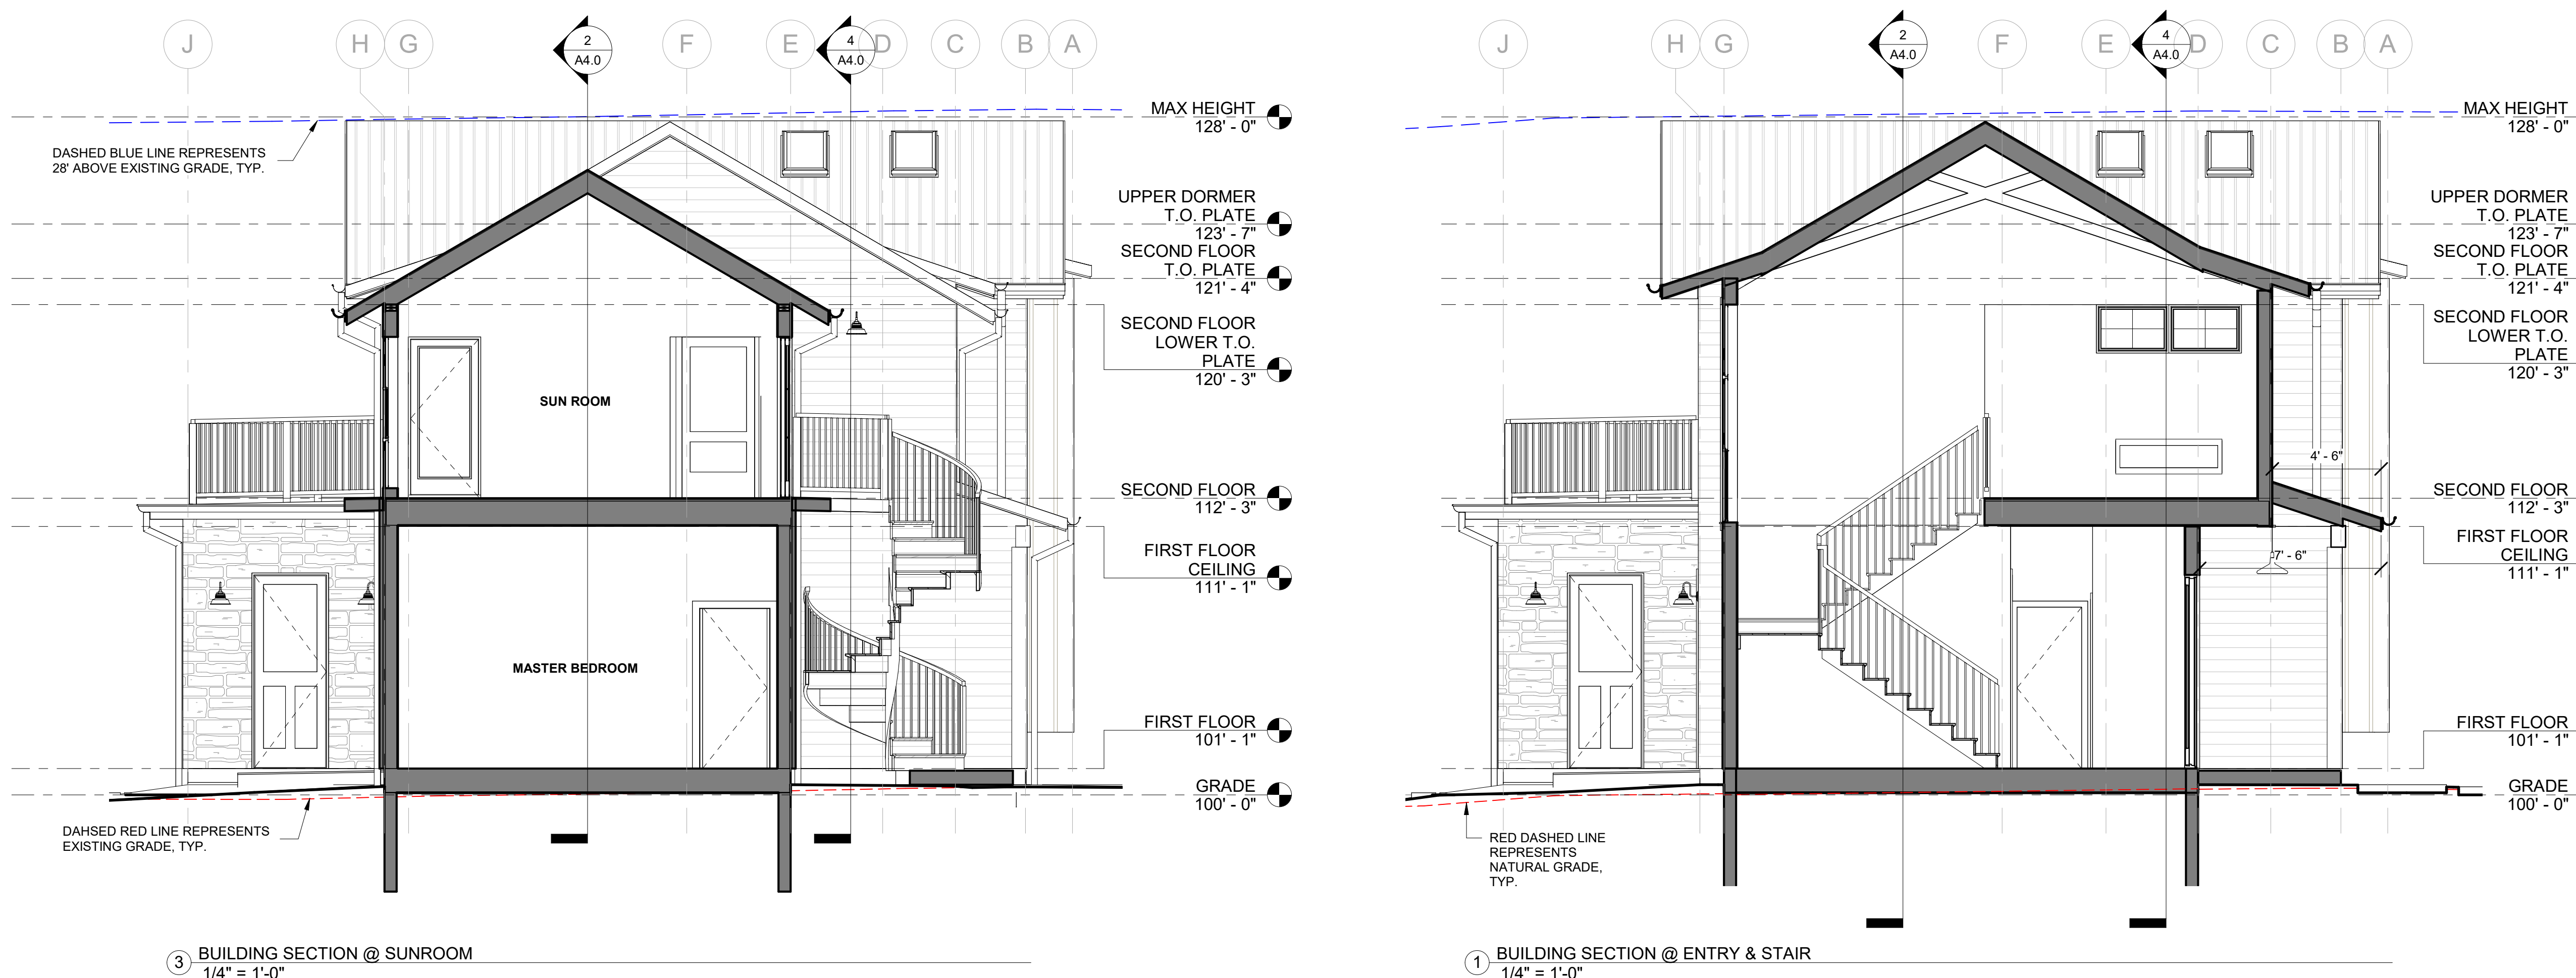 J
H
G
2
A4.0
F
E
4
A4.0
D
C
B
A
MAX HEIGHT
128' - 0"
DASHED BLUE LINE REPRESENTS
28' ABOVE EXISTING GRADE, TYP.
UPPER DORMER
T.O. PLATE
123' - 7"
SECOND FLOOR
T.O. PLATE
121' - 4"
SECOND FLOOR
LOWER T.O.
PLATE
120' - 3"
SUN ROOM
SECOND FLOOR
112' - 3"
FIRST FLOOR
CEILING
111' - 1"
MASTER BEDROOM
FIRST FLOOR
101' - 1"
GRADE
100' - 0"
DAHSED RED LINE REPRESENTS
EXISTING GRADE, TYP.
3
BUILDING SECTION @ SUNROOM
1/4" = 1'-0"
J
H
G
2
A4.0
F
E
4
A4.0
D
C
B
A
MAX HEIGHT
128' - 0"
UPPER DORMER
T.O. PLATE
123' - 7"
SECOND FLOOR
T.O. PLATE
121' - 4"
SECOND FLOOR
LOWER T.O.
PLATE
120' - 3"
4' - 6"
SECOND FLOOR
112' - 3"
7' - 6"
FIRST FLOOR
CEILING
111' - 1"
FIRST FLOOR
101' - 1"
GRADE
100' - 0"
RED DASHED LINE
REPRESENTS
NATURAL GRADE,
TYP.
1
BUILDING SECTION @ ENTRY & STAIR
1/4" = 1'-0"